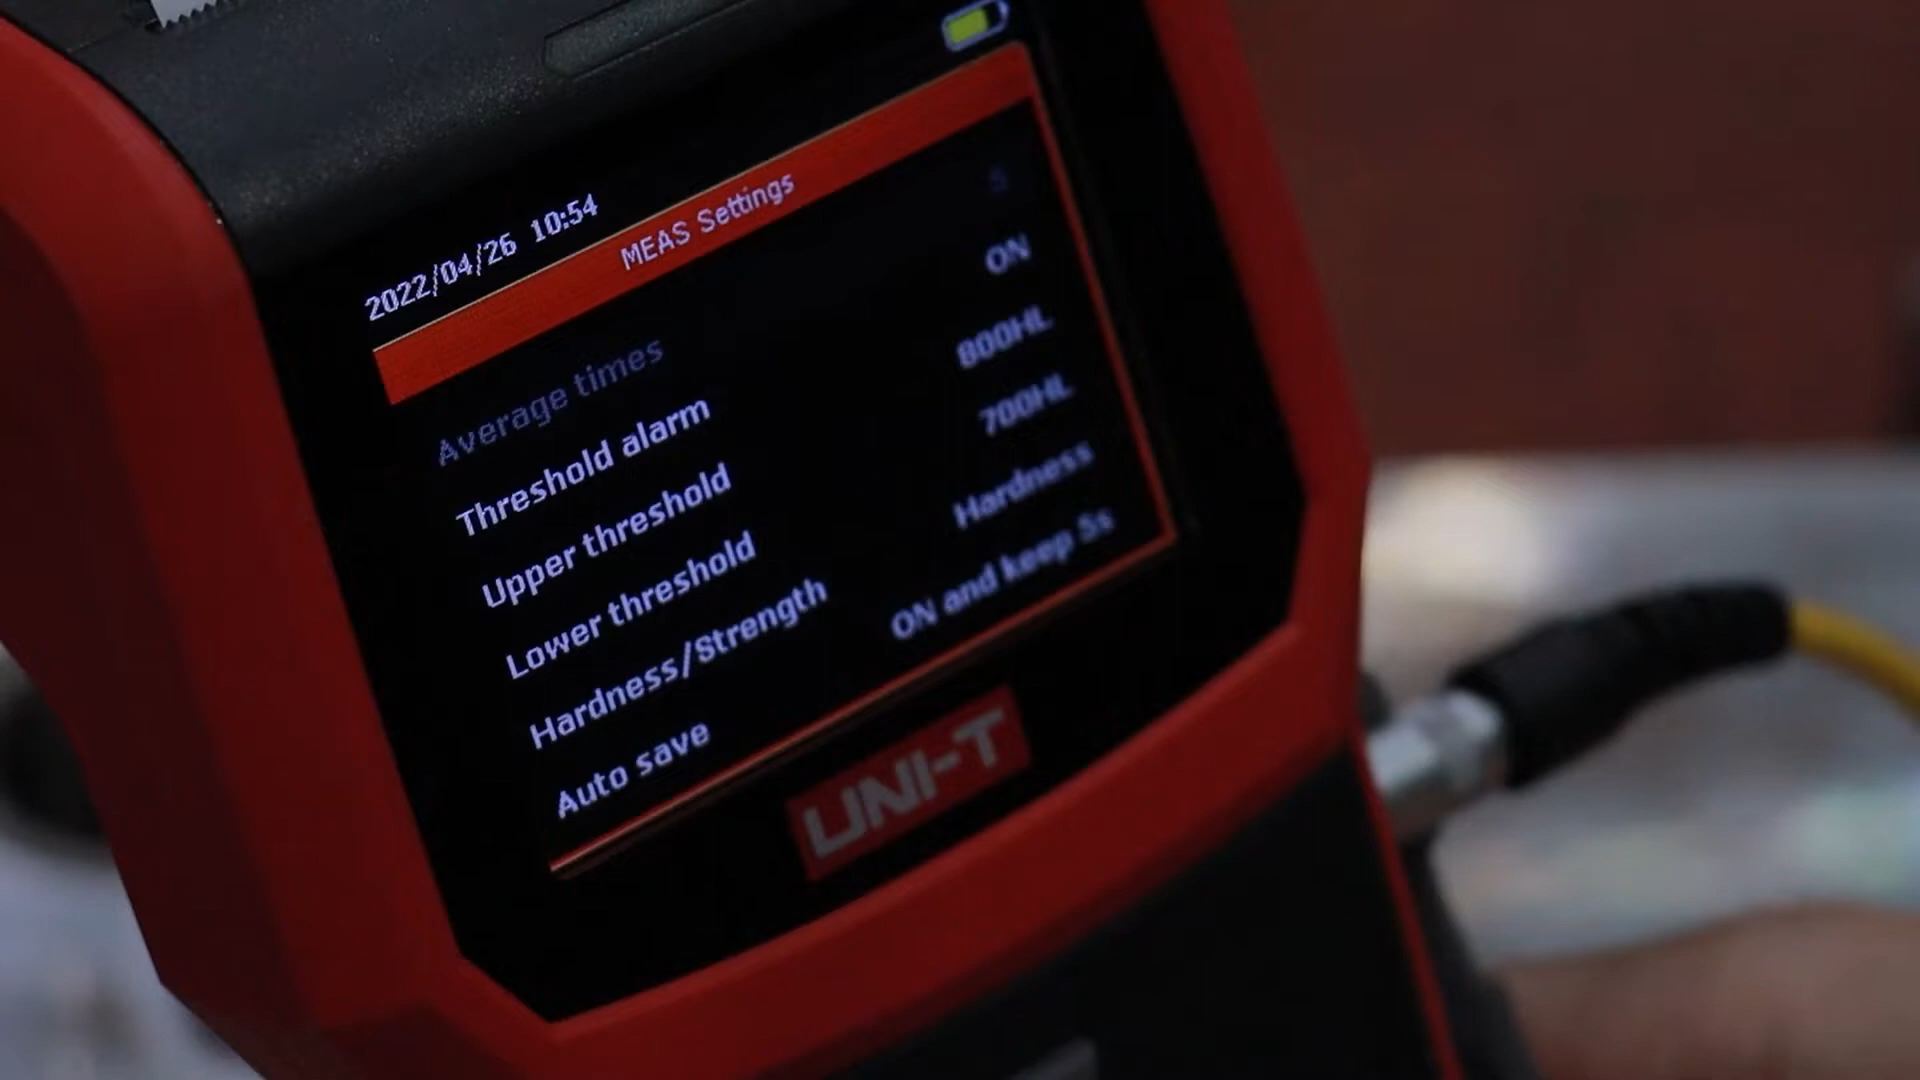 2022/04/26 10:54
MEAS Settings
Average times 5
Threshold alarm ON
Upper threshold 800HL
Lower threshold 700HL
Hardness/Strength Hardness
Auto save ON and keep 5s
UNI-T